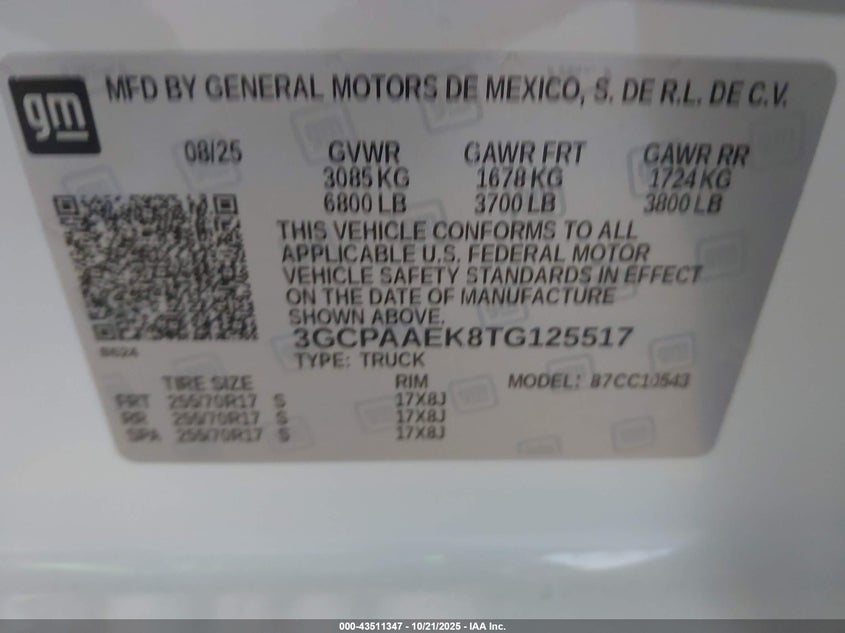 gm
MFD BY GENERAL MOTORS DE MEXICO, S. DE R.L. DE C.V.
08/25 GVWR GAWR FRT GAWR RR
3085 KG 1678 KG 1724 KG
6800 LB 3700 LB 3800 LB
THIS VEHICLE CONFORMS TO ALL
APPLICABLE U.S. FEDERAL MOTOR
VEHICLE SAFETY STANDARDS IN EFFECT
ON THE DATE OF MANUFACTURE
SHOWN ABOVE.
3GCPAAEK8TG125517
8624
TYPE: TRUCK
TIRE SIZE RIM MODEL: 87CC10543
FRT 255/70R17 S 17X8J
RR 255/70R17 S 17X8J
SPA 255/70R17 S 17X8J
000-43511347 - 10/21/2025 - IAA Inc.